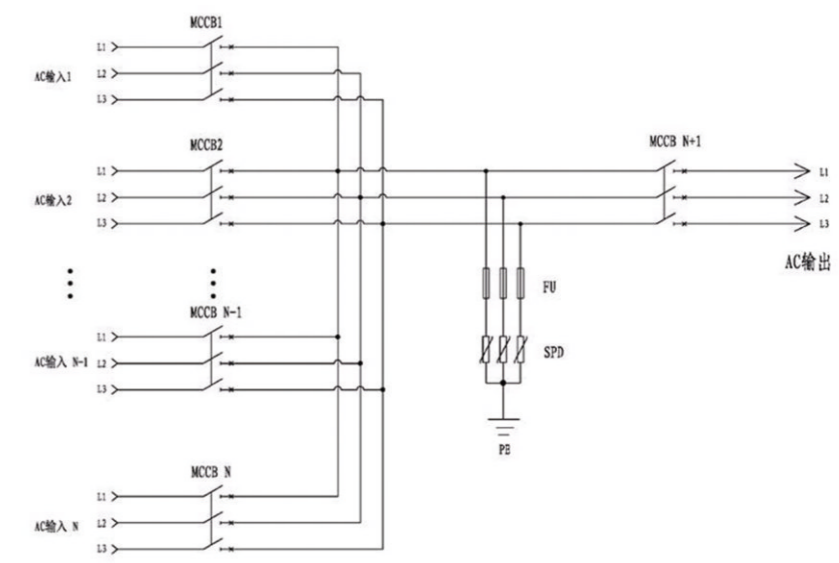 MCCB1
L1
AC输入1
L2
L3
MCCB2
MCCB N+1
L1
L1
AC输入2
L2
L2
L3
L3
AC输出
FU
MCCB N-1
L1
SPD
AC输入 N-1
L2
L3
PE
MCCB N
L1
AC输入 N
L2
L3